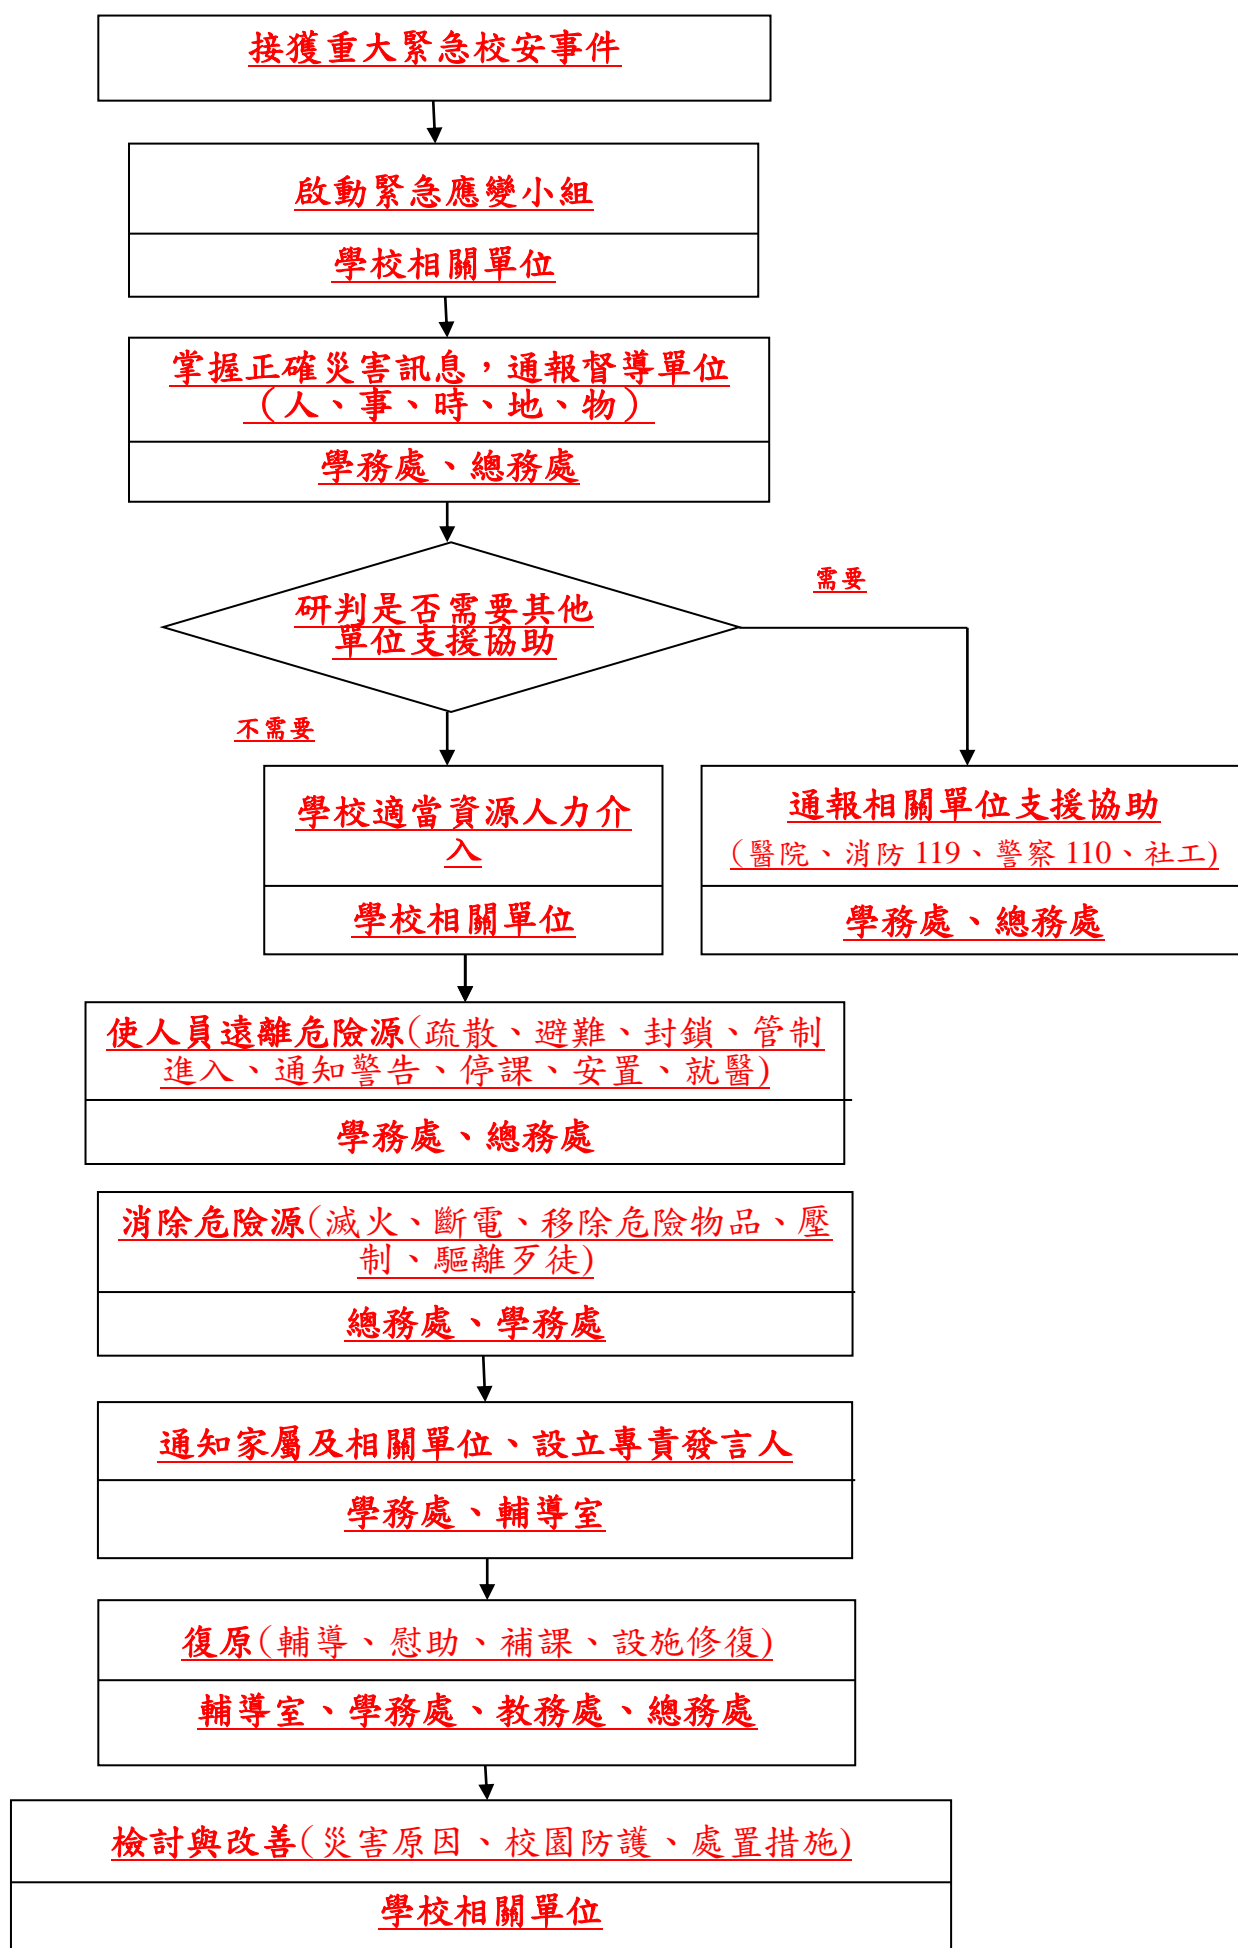 接獲重大緊急校安事件
啟動緊急應變小組
學校相關單位
掌握正確災害訊息，通報督導單位
（人、事、時、地、物）
學務處、總務處
需要
研判是否需要其他
單位支援協助
不需要
學校適當資源人力介
入
學校相關單位
通報相關單位支援協助
(醫院、消防 119、警察 110、社工)
學務處、總務處
使人員遠離危險源(疏散、避難、封鎖、管制
進入、通知警告、停課、安置、就醫)
學務處、總務處
消除危險源(滅火、斷電、移除危險物品、壓
制、驅離歹徒)
總務處、學務處
通知家屬及相關單位、設立專責發言人
學務處、輔導室
復原(輔導、慰助、補課、設施修復)
輔導室、學務處、教務處、總務處
檢討與改善(災害原因、校園防護、處置措施)
學校相關單位